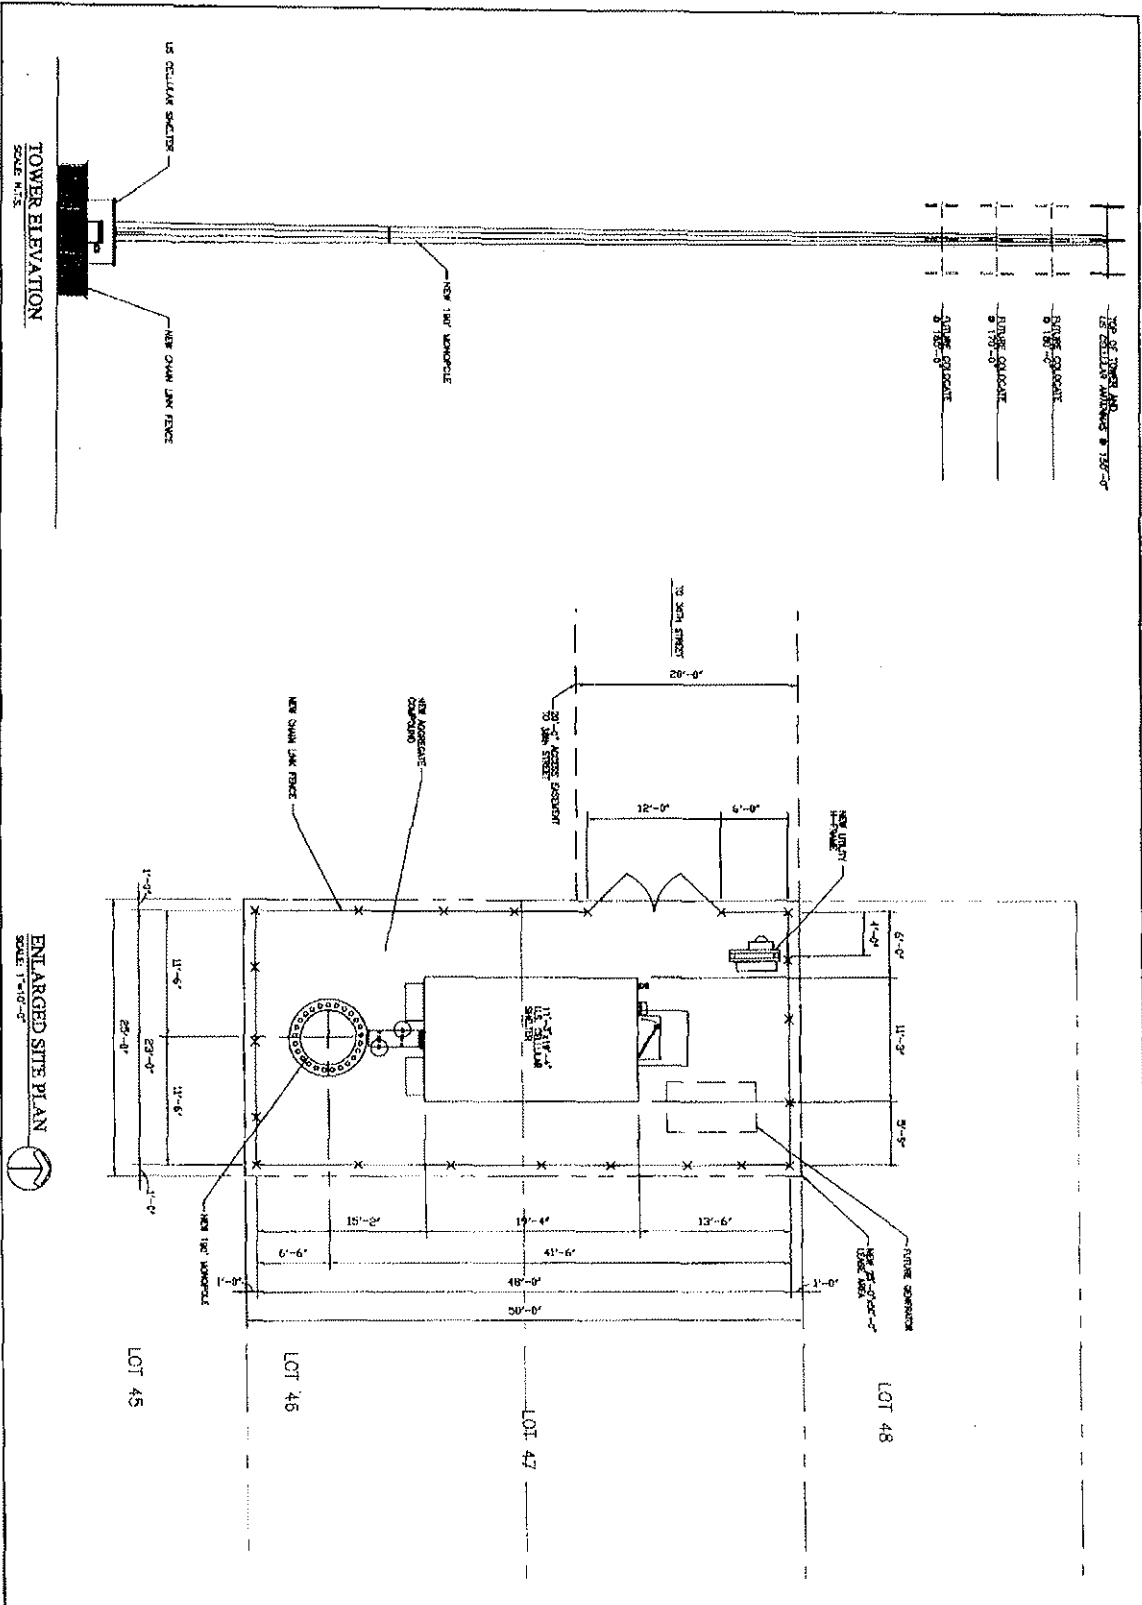 US CELLULAR SHELTER
TOWER ELEVATION
SCALE: N.T.S.
NEW CHAIN LINK FENCE
NEW 190' MONOPOLE
TOP OF TOWER AND
US CELLULAR ANTENNAS @
FUTURE COLOCATE
@ 180'-0"
FUTURE COLOCATE
@ 170'-0"
FUTURE COLOCATE
@ 160'-0"
TO 38TH STREET
20'-0"
20'-0" ACCESS EASEMENT
TO 38TH STREET
NEW AGGREGATE
COMPOUND
NEW CHAIN LINK FENCE
12'-0"
6'-0"
NEW UTILITY
H-FRAME
4'-0"
6'-0"
11'-3"
5'-9"
11'-3"x19'-4"
U.S. CELLULAR
SHELTER
1'-0"
11'-6"
23'-0"
25'-0"
11'-6"
1'-0"
15'-2"
19'-4"
13'-6"
6'-6"
41'-6"
1'-0"
48'-0"
1'-0"
50'-0"
NEW 190' MONOPOLE
FUTURE GENERATOR
NEW 25'-0"x50'-0"
LEASE AREA
LOT 45
LOT 46
LOT 47
LOT 48
ENLARGED SITE PLAN
SCALE: 1"=10'-0"